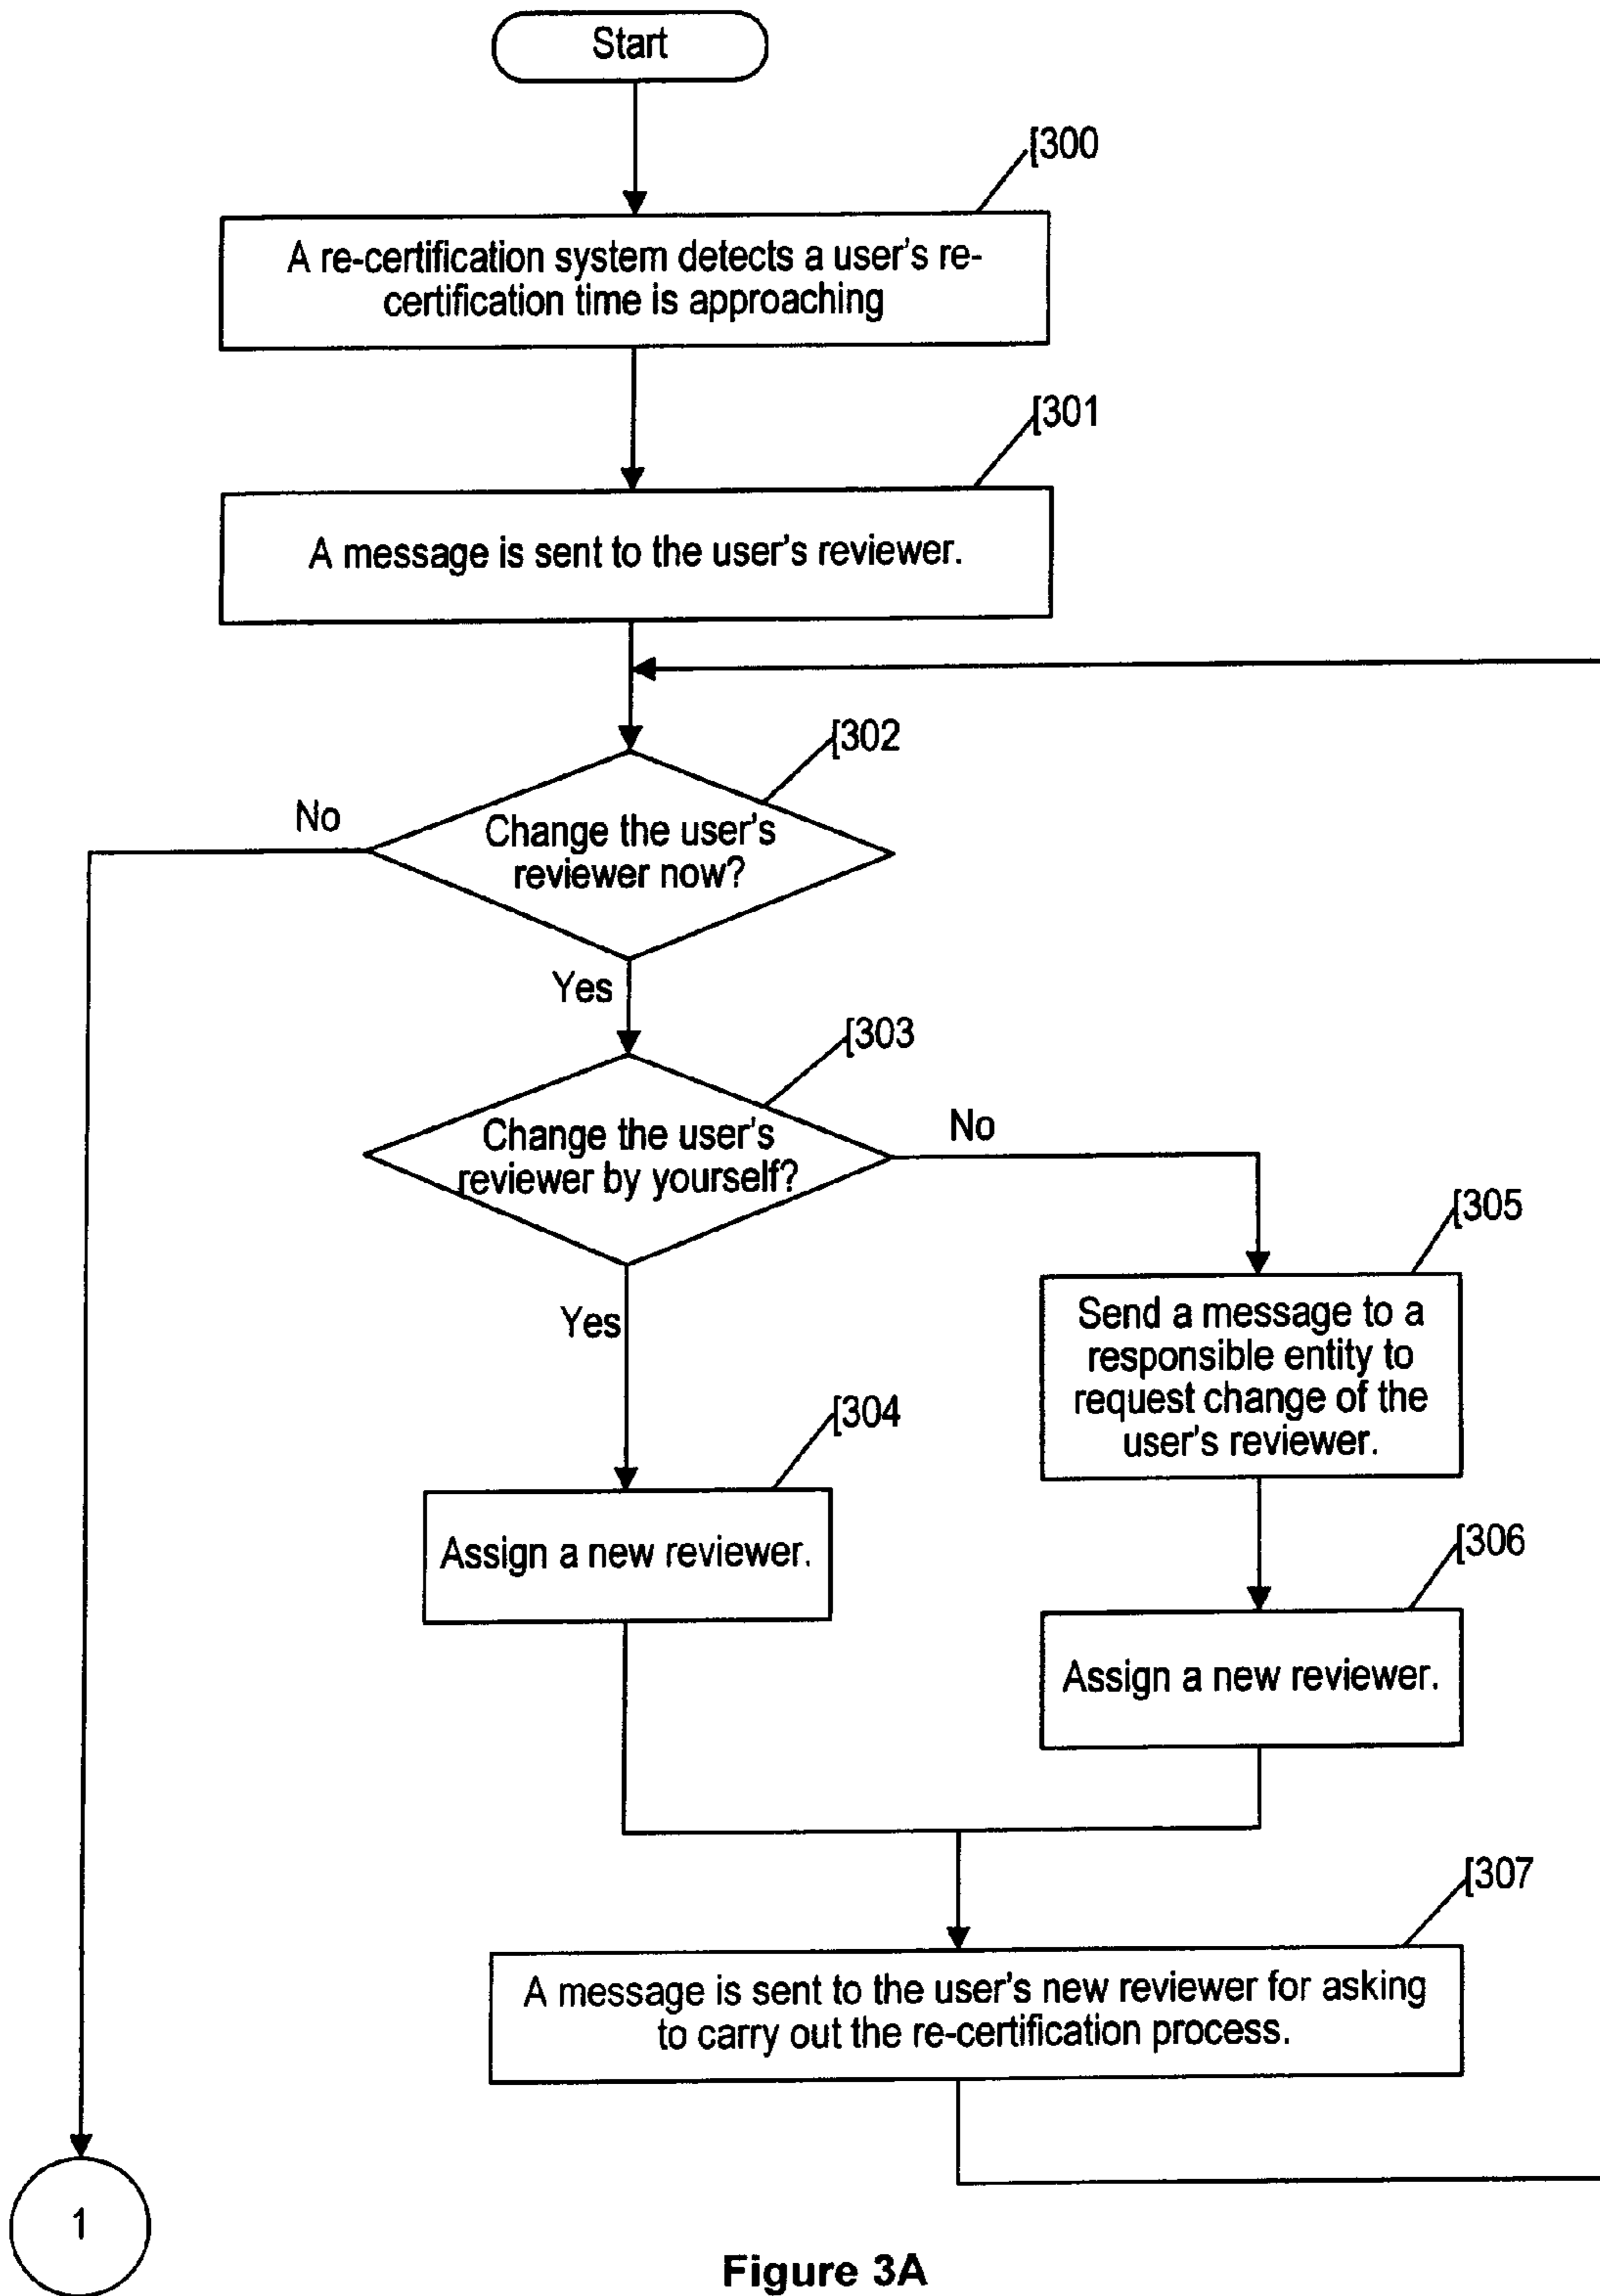 Start
[300
A re-certification system detects a user's re-
certification time is approaching
[301
A message is sent to the user's reviewer.
[302
No
Change the user's
reviewer now?
Yes
[303
Change the user's
reviewer by yourself?
No
[305
Send a message to a
responsible entity to
request change of the
user's reviewer.
Yes
[304
Assign a new reviewer.
[306
Assign a new reviewer.
[307
A message is sent to the user's new reviewer for asking
to carry out the re-certification process.
1
Figure 3A